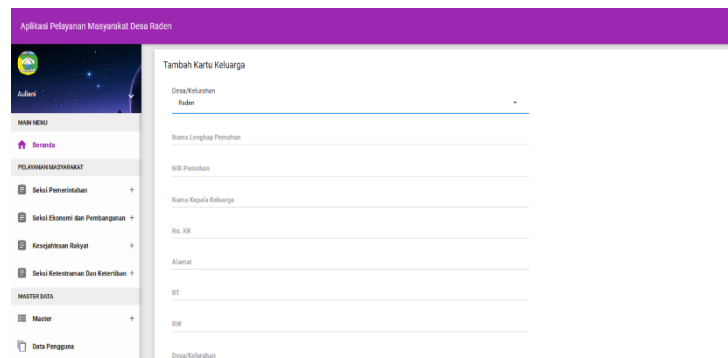 Aplikasi Pelayanan Masyarakat Desa Raden
Auliani
MAIN MENU
Beranda
PELAYANAN MASYARAKAT
Seksi Pemerintahan +
Seksi Ekonomi dan Pembangunan +
Kesejahtraan Rakyat +
Seksi Ketentraman Dan Ketertiban +
MASTER DATA
Master +
Data Pengguna
Tambah Kartu Keluarga
Desa/Kelurahan
Raden
Nama Lengkap Pemohon
NIK Pemohon
Nama Kepala Keluarga
No. KK
Alamat
RT
RW
Desa/Kelurahan